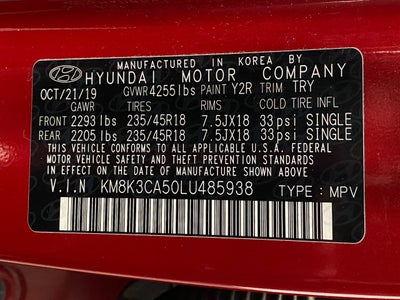 MANUFACTURED IN KOREA BY
HYUNDAI MOTOR COMPANY
OCT/21/19 GVWR 4255lbs PAINT Y2R TRIM TRY
GAWR TIRES RIMS COLD TIRE INFL
FRONT 2293 lbs 235/45R18 7.5JX18 33psi SINGLE
REAR 2205 lbs 235/45R18 7.5JX18 33psi SINGLE
THIS VEHICLE CONFORMS TO ALL APPLICABLE U.S.A FEDERAL
MOTOR VEHICLE SAFETY, BUMPER, AND THEFT PREVENTION
STANDARDS IN EFFECT ON THE DATE OF MANUFACTURE SHOWN ABOVE.
V.I.N KM8K3CA50LU485938 TYPE : MPV